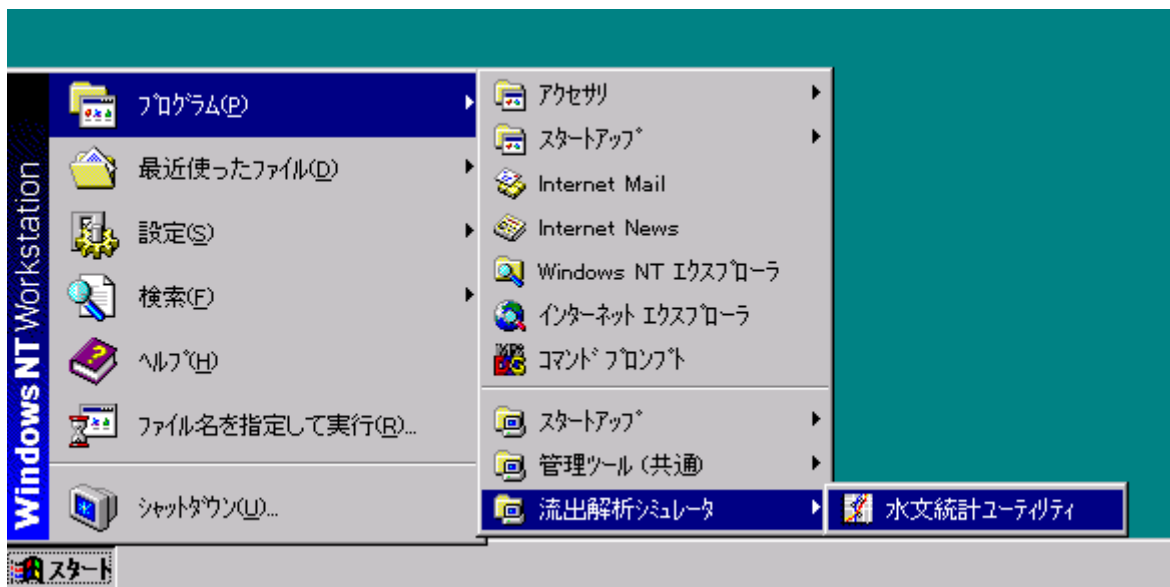 Windows NT Workstation
ﾌﾟﾛｸﾞﾗﾑ(P)
最近使ったﾌｧｲﾙ(D)
設定(S)
検索(F)
ﾍﾙﾌﾟ(H)
ﾌｧｲﾙ名を指定して実行(R)...
ｼｬｯﾄﾀﾞｳﾝ(U)...
ｱｸｾｻﾘ
ｽﾀｰﾄｱｯﾌﾟ
Internet Mail
Internet News
Windows NT ｴｸｽﾌﾟﾛｰﾗ
ｲﾝﾀｰﾈｯﾄ ｴｸｽﾌﾟﾛｰﾗ
ｺﾏﾝﾄﾞ ﾌﾟﾛﾝﾌﾟﾄ
ｽﾀｰﾄｱｯﾌﾟ
管理ﾂｰﾙ (共通)
流出解析ｼﾐｭﾚｰﾀ
水文統計ﾕｰﾃｨﾘﾃｨ
ｽﾀｰﾄ